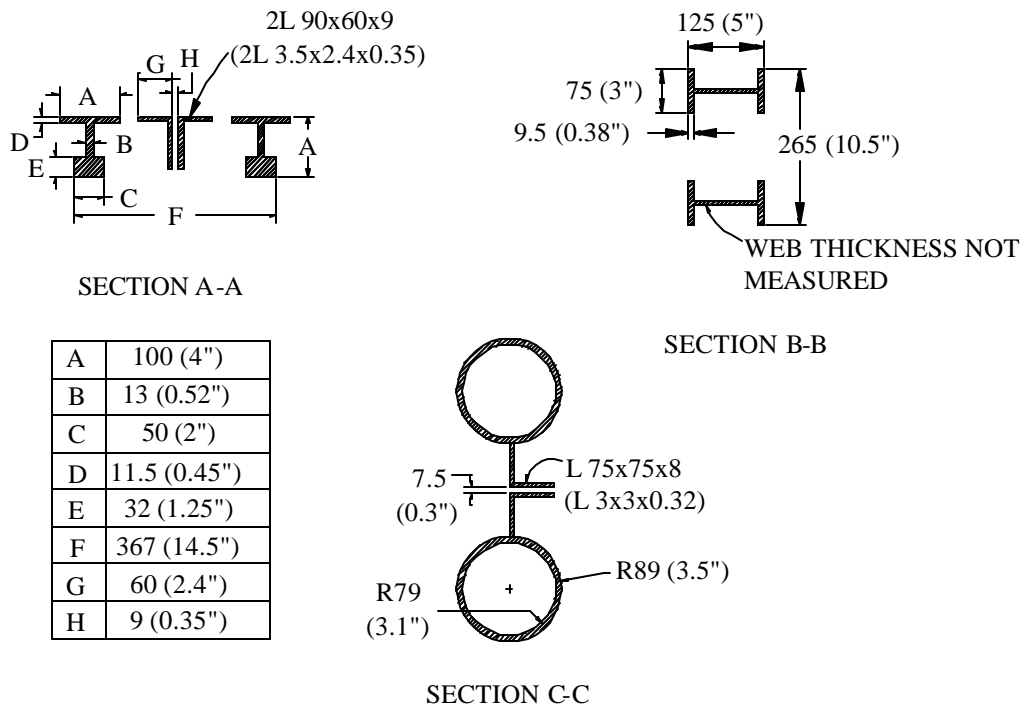 2L 90x60x9
(2L 3.5x2.4x0.35)
G
H
A
D
B
A
E
C
F
SECTION A-A
125 (5")
75 (3")
9.5 (0.38")
265 (10.5")
WEB THICKNESS NOT
MEASURED
SECTION B-B
A 100 (4")
B 13 (0.52")
C 50 (2")
D 11.5 (0.45")
E 32 (1.25")
F 367 (14.5")
G 60 (2.4")
H 9 (0.35")
7.5
(0.3")
L 75x75x8
(L 3x3x0.32)
R89 (3.5")
R79
(3.1")
SECTION C-C